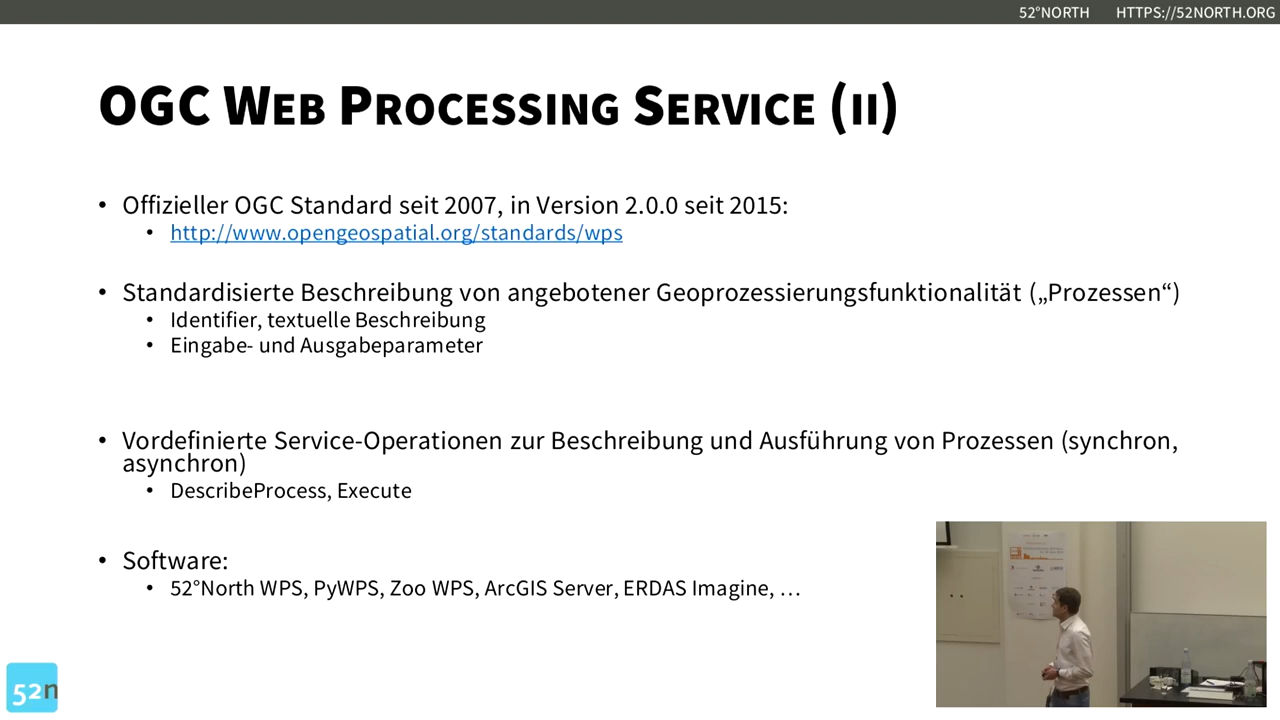 52°NORTH HTTPS://52NORTH.ORG
OGC WEB PROCESSING SERVICE (II)
• Offizieller OGC Standard seit 2007, in Version 2.0.0 seit 2015:
• http://www.opengeospatial.org/standards/wps
• Standardisierte Beschreibung von angebotener Geoprozessierungsfunktionalität („Prozessen“)
• Identifier, textuelle Beschreibung
• Eingabe- und Ausgabeparameter
• Vordefinierte Service-Operationen zur Beschreibung und Ausführung von Prozessen (synchron,
asynchron)
• DescribeProcess, Execute
• Software:
• 52°North WPS, PyWPS, Zoo WPS, ArcGIS Server, ERDAS Imagine, …
52n